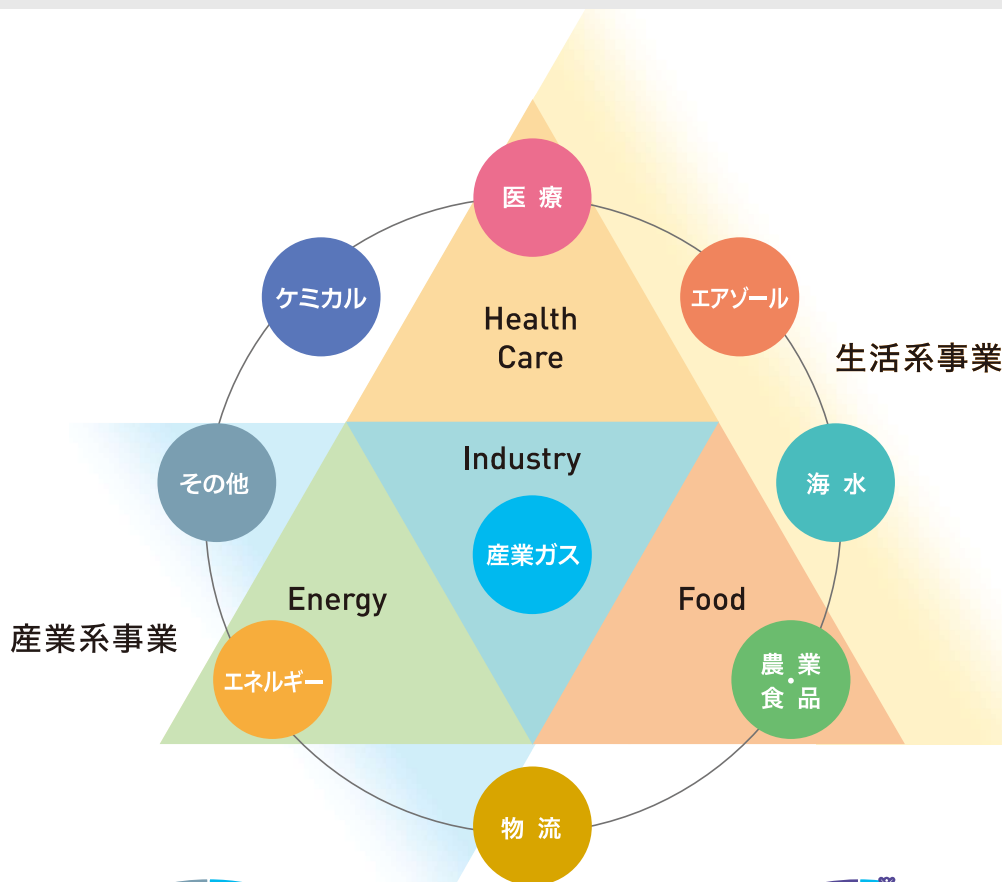 医療
ケミカル
エアゾール
Health
Care
生活系事業
Industry
その他
海水
産業ガス
Energy
Food
産業系事業
エネルギー
農業・
食品
物流